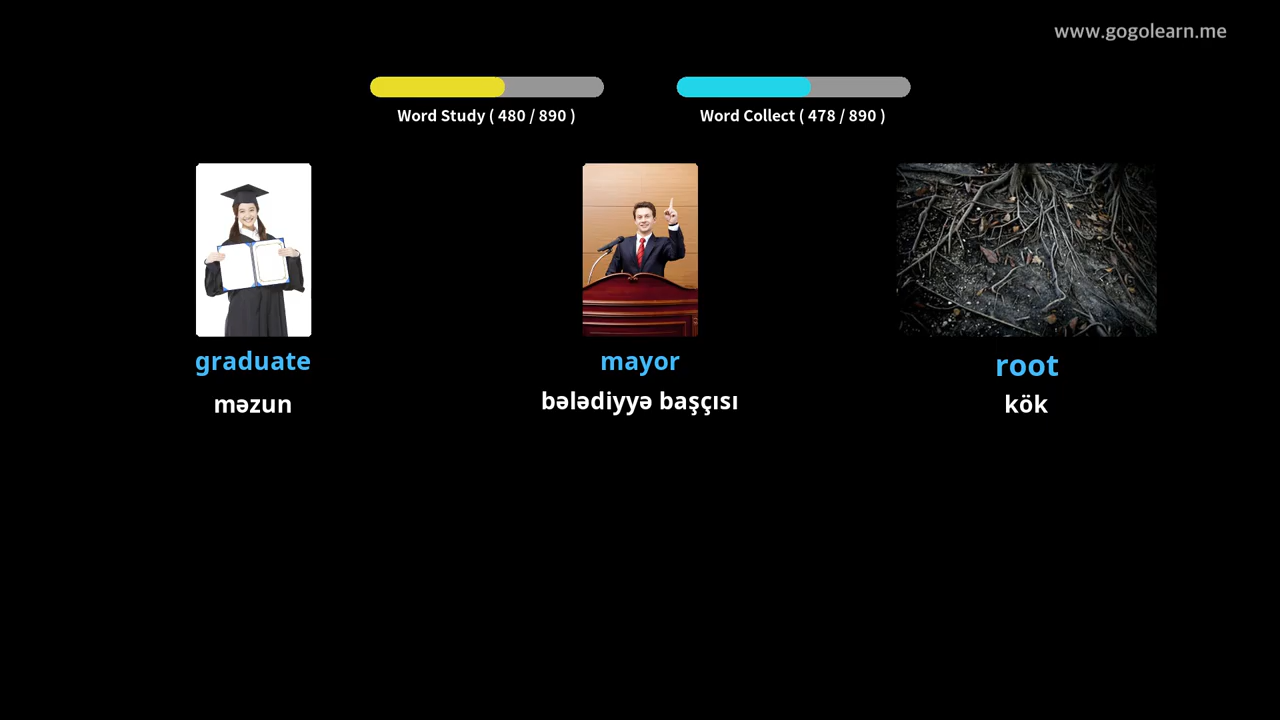 www.gogolearn.me
Word Study ( 480 / 890 )
Word Collect ( 478 / 890 )
graduate
məzun
mayor
bələdiyyə başçısı
root
kök